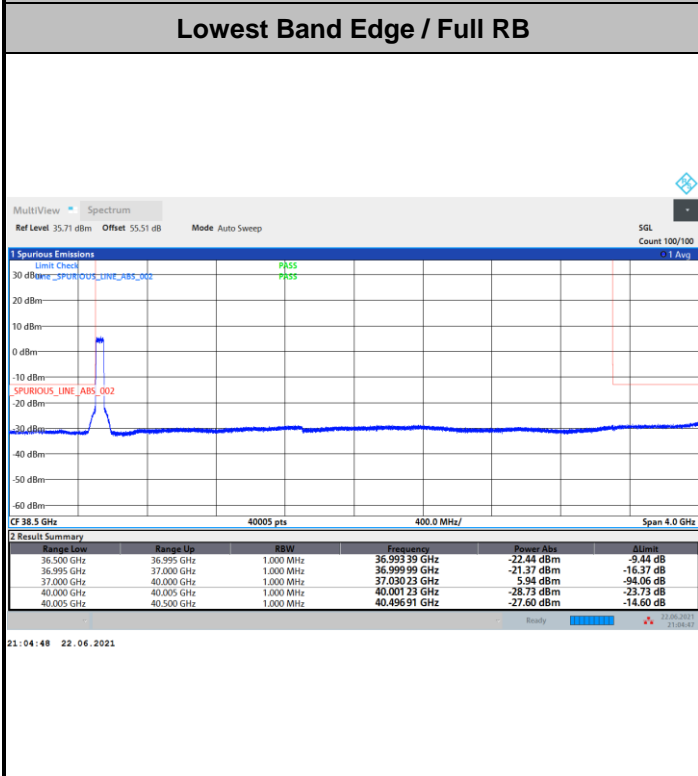 Lowest Band Edge / Full RB
MultiView Spectrum
Ref Level 35.71 dBm Offset 55.51 dB Mode Auto Sweep SGL
Count 100/100
1 Spurious Emissions 1 Avg
Limit Check PASS
30 dBm Line _SPURIOUS_LINE_ABS_002 PASS
20 dBm
10 dBm
0 dBm
-10 dBm
_SPURIOUS_LINE_ABS_002
-20 dBm
-30 dBm
-40 dBm
-50 dBm
-60 dBm
CF 38.5 GHz 40005 pts 400.0 MHz/ Span 4.0 GHz
2 Result Summary
Range Low Range Up RBW Frequency Power Abs ΔLimit
36.500 GHz 36.995 GHz 1.000 MHz 36.993 39 GHz -22.44 dBm -9.44 dB
36.995 GHz 37.000 GHz 1.000 MHz 36.999 99 GHz -21.37 dBm -16.37 dB
37.000 GHz 40.000 GHz 1.000 MHz 37.030 23 GHz 5.94 dBm -94.06 dB
40.000 GHz 40.005 GHz 1.000 MHz 40.001 23 GHz -28.73 dBm -23.73 dB
40.005 GHz 40.500 GHz 1.000 MHz 40.496 91 GHz -27.60 dBm -14.60 dB
Ready 22.06.2021
21:04:47
21:04:48 22.06.2021